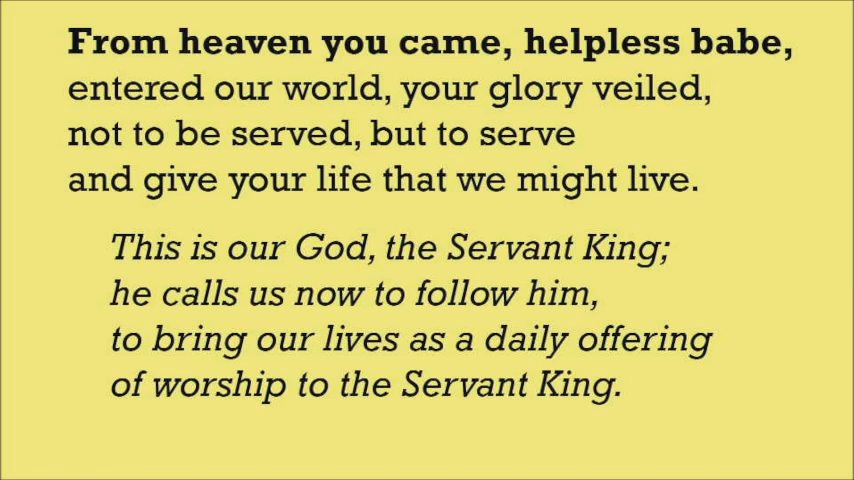 From heaven you came, helpless babe,
entered our world, your glory veiled,
not to be served, but to serve
and give your life that we might live.
This is our God, the Servant King;
he calls us now to follow him,
to bring our lives as a daily offering
of worship to the Servant King.